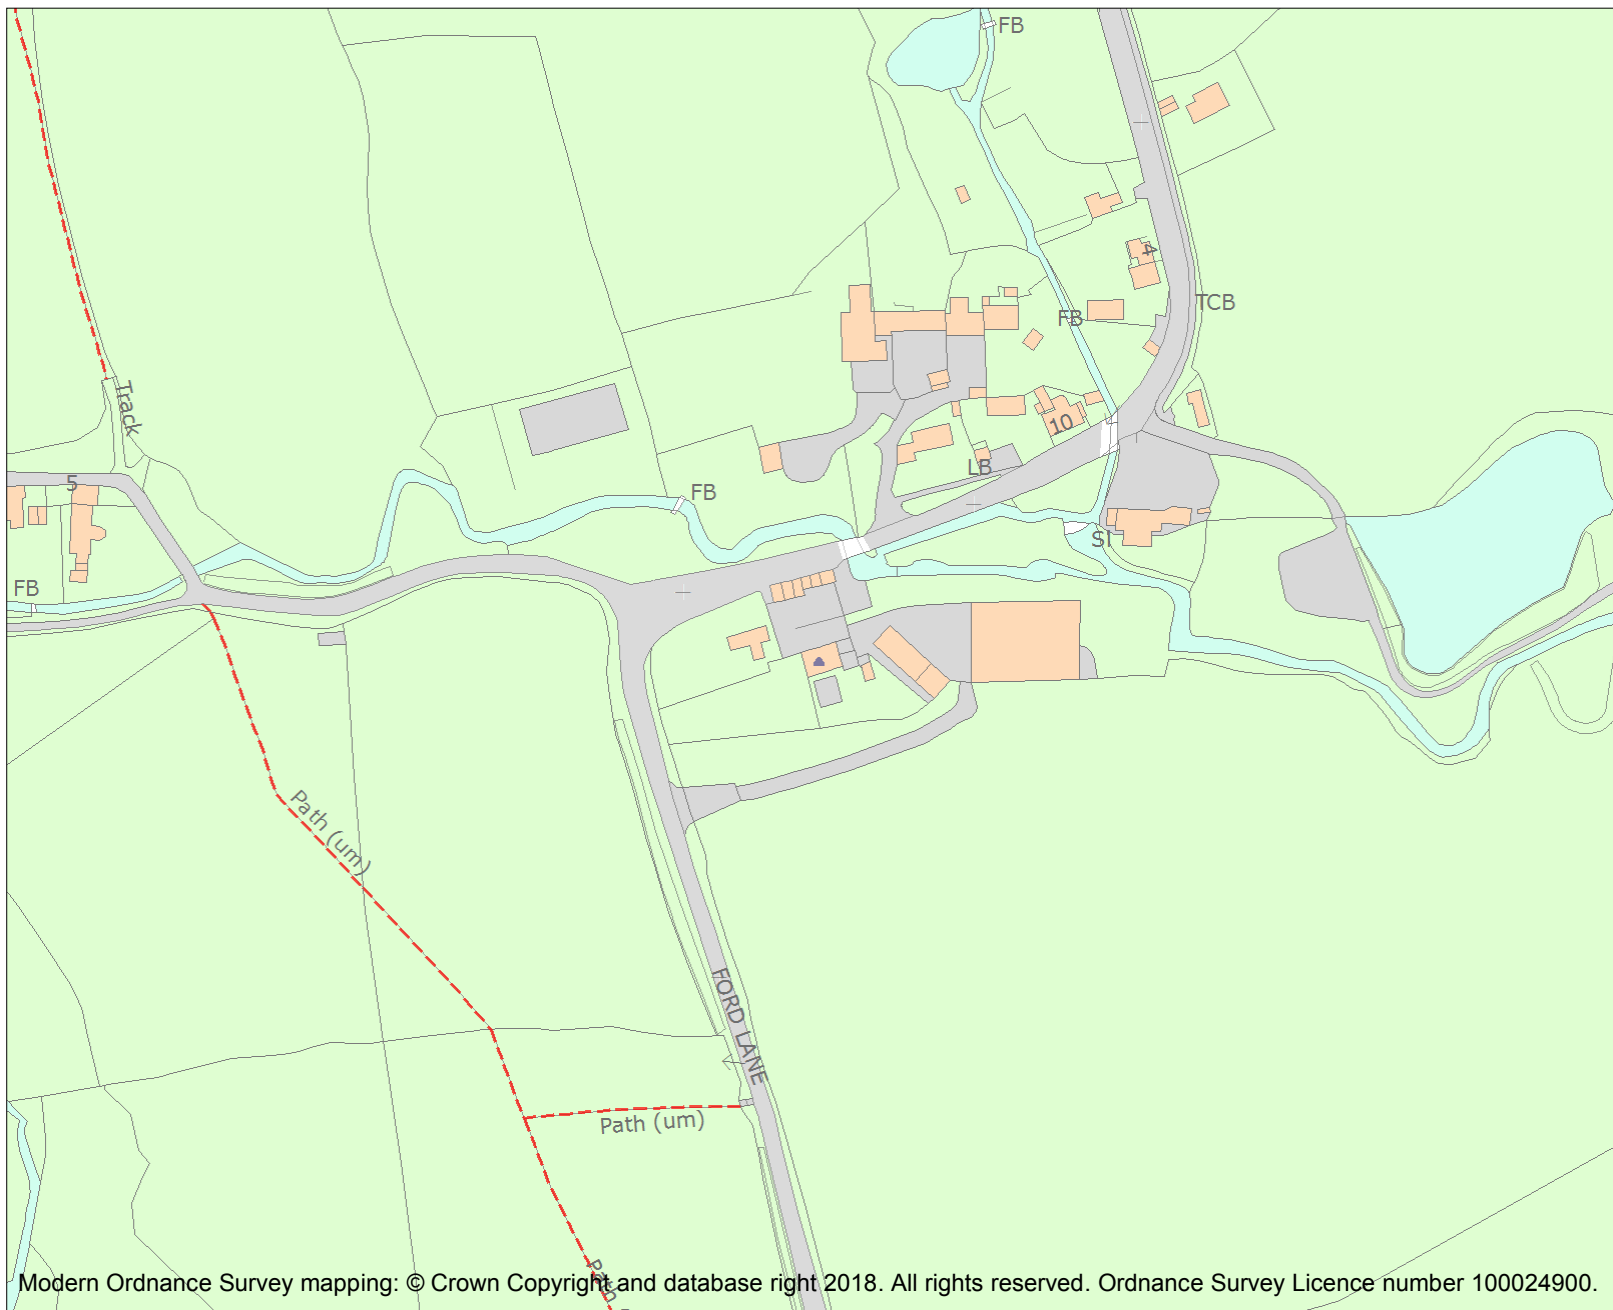 FB
4
TCB
FB
Track
10
LB
5
FB
SI
FB
Path (um)
FORD LANE
Path (um)
Path
Modern Ordnance Survey mapping: © Crown Copyright and database right 2018. All rights reserved. Ordnance Survey Licence number 100024900.